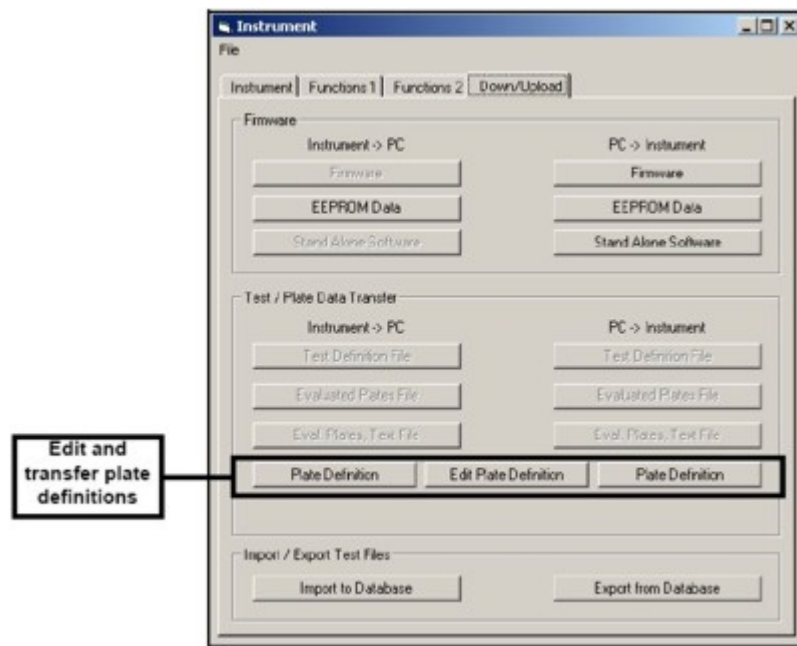 Instrument
File
Instrument Functions 1 Functions 2 Down/Upload
Firmware
Instrument -> PC PC -> Instrument
Firmware Firmware
EEPROM Data EEPROM Data
Stand Alone Software Stand Alone Software
Test / Plate Data Transfer
Instrument -> PC PC -> Instrument
Test Definition File Test Definition File
Evaluated Plates File Evaluated Plates File
Eval. Plates, Text File Eval. Plates, Text File
Edit and
transfer plate
definitions
Plate Definition Edit Plate Definition Plate Definition
Import / Export Test Files
Import to Database Export from Database